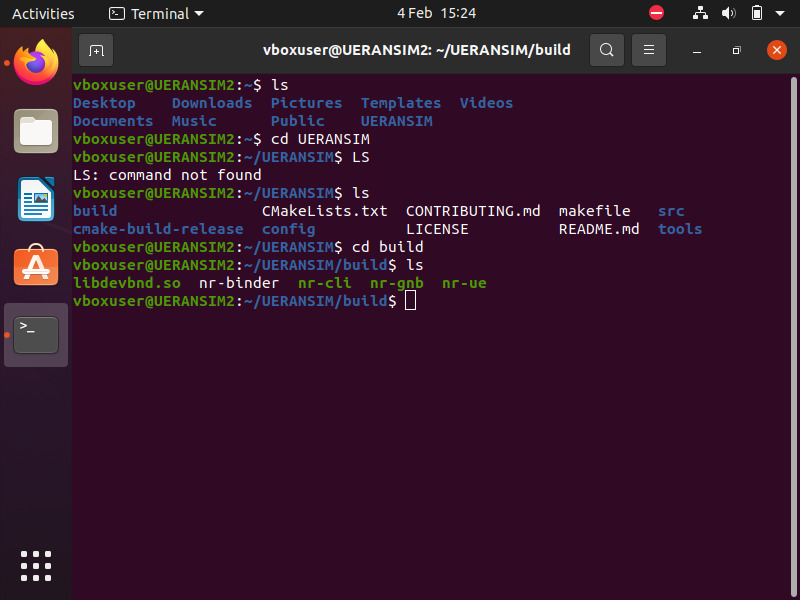 Activities Terminal 4 Feb 15:24
vboxuser@UERANSIM2: ~/UERANSIM/build
vboxuser@UERANSIM2:~$ ls
Desktop Downloads Pictures Templates Videos
Documents Music Public UERANSIM
vboxuser@UERANSIM2:~$ cd UERANSIM
vboxuser@UERANSIM2:~/UERANSIM$ LS
LS: command not found
vboxuser@UERANSIM2:~/UERANSIM$ ls
build CMakeLists.txt CONTRIBUTING.md makefile src
cmake-build-release config LICENSE README.md tools
vboxuser@UERANSIM2:~/UERANSIM$ cd build
vboxuser@UERANSIM2:~/UERANSIM/build$ ls
libdevbnd.so nr-binder nr-cli nr-gnb nr-ue
vboxuser@UERANSIM2:~/UERANSIM/build$